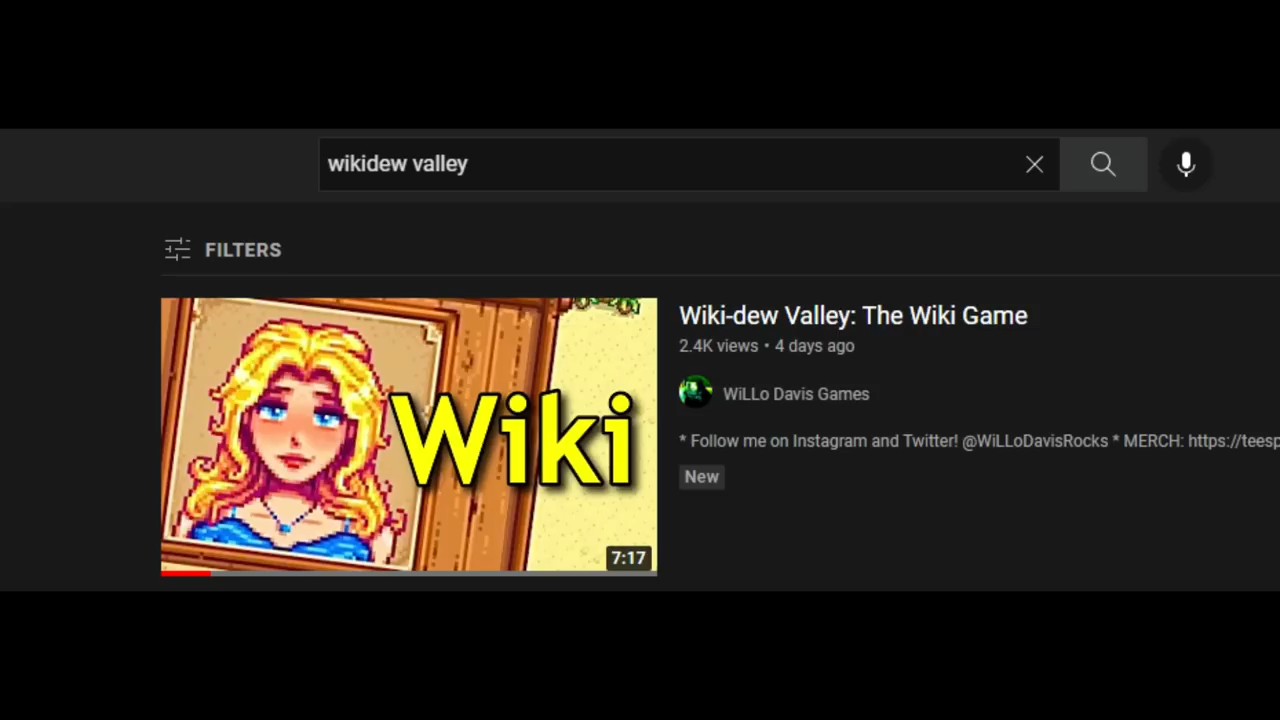 wikidew valley
FILTERS
Wiki
7:17
Wiki-dew Valley: The Wiki Game
2.4K views • 4 days ago
WiLLo Davis Games
* Follow me on Instagram and Twitter! @WiLLoDavisRocks * MERCH: https://teesp
New